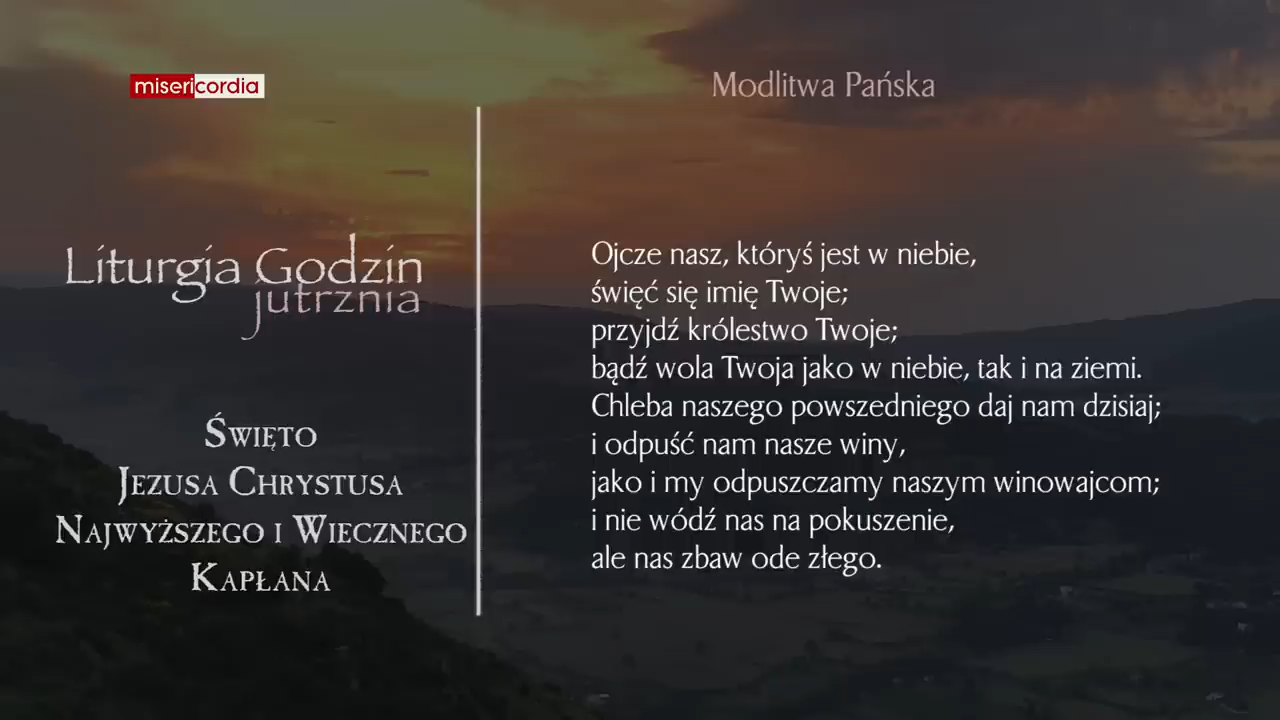 misericordia
Modlitwa Pańska
Liturgia Godzin
jutrznia
Święto
Jezusa Chrystusa
Najwyższego i Wiecznego
Kapłana
Ojcze nasz, któryś jest w niebie,
święć się imię Twoje;
przyjdź królestwo Twoje;
bądź wola Twoja jako w niebie, tak i na ziemi.
Chleba naszego powszedniego daj nam dzisiaj;
i odpuść nam nasze winy,
jako i my odpuszczamy naszym winowajcom;
i nie wódź nas na pokuszenie,
ale nas zbaw ode złego.